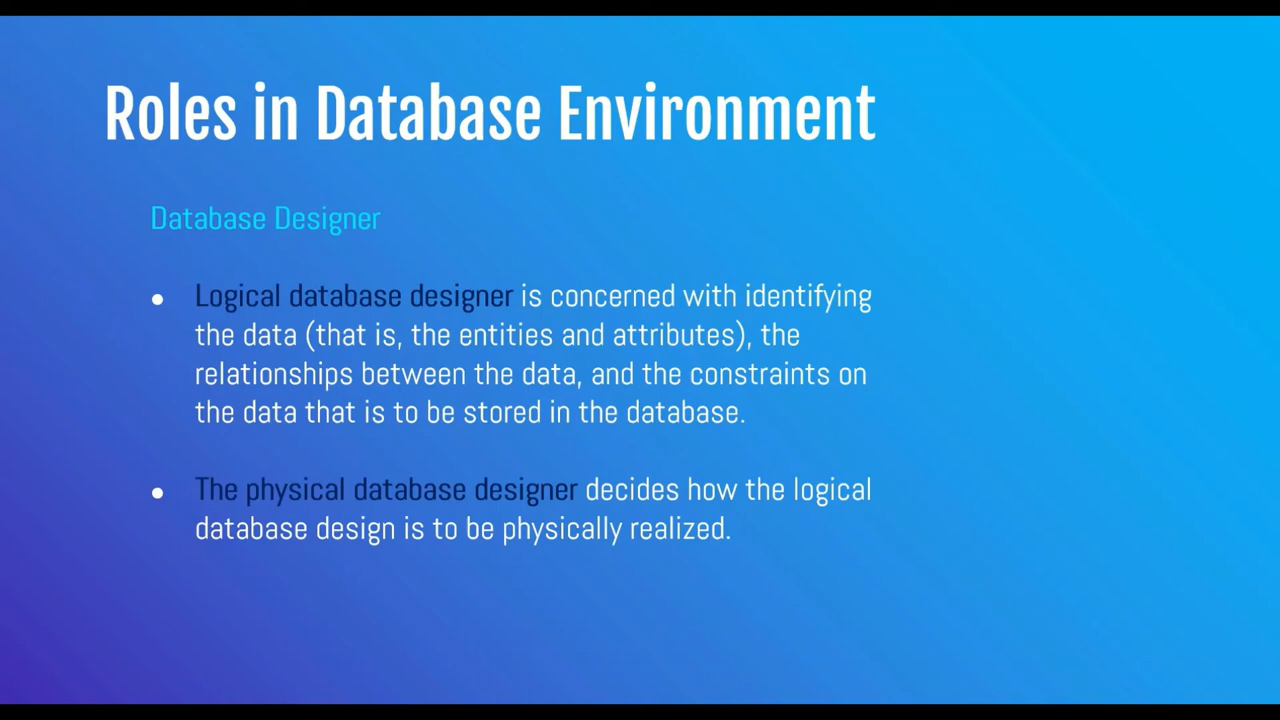 Roles in Database Environment
Database Designer
● Logical database designer is concerned with identifying
the data (that is, the entities and attributes), the
relationships between the data, and the constraints on
the data that is to be stored in the database.
● The physical database designer decides how the logical
database design is to be physically realized.